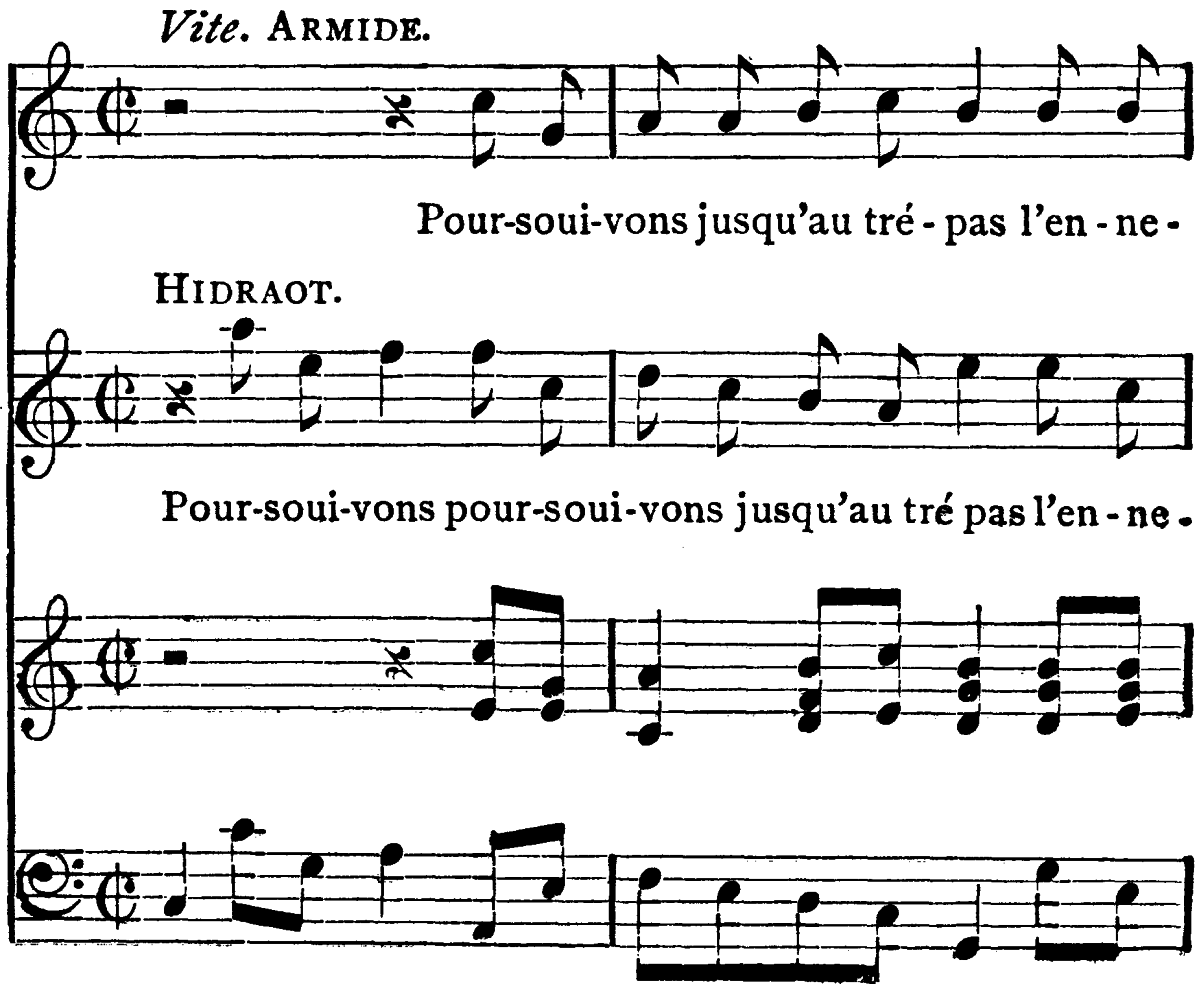 Vite. ARMIDE.
Pour-soui-vons jusqu'au tré - pas l'en - ne -
HIDRAOT.
Pour-soui-vons pour-soui-vons jusqu'au tré pas l'en - ne -